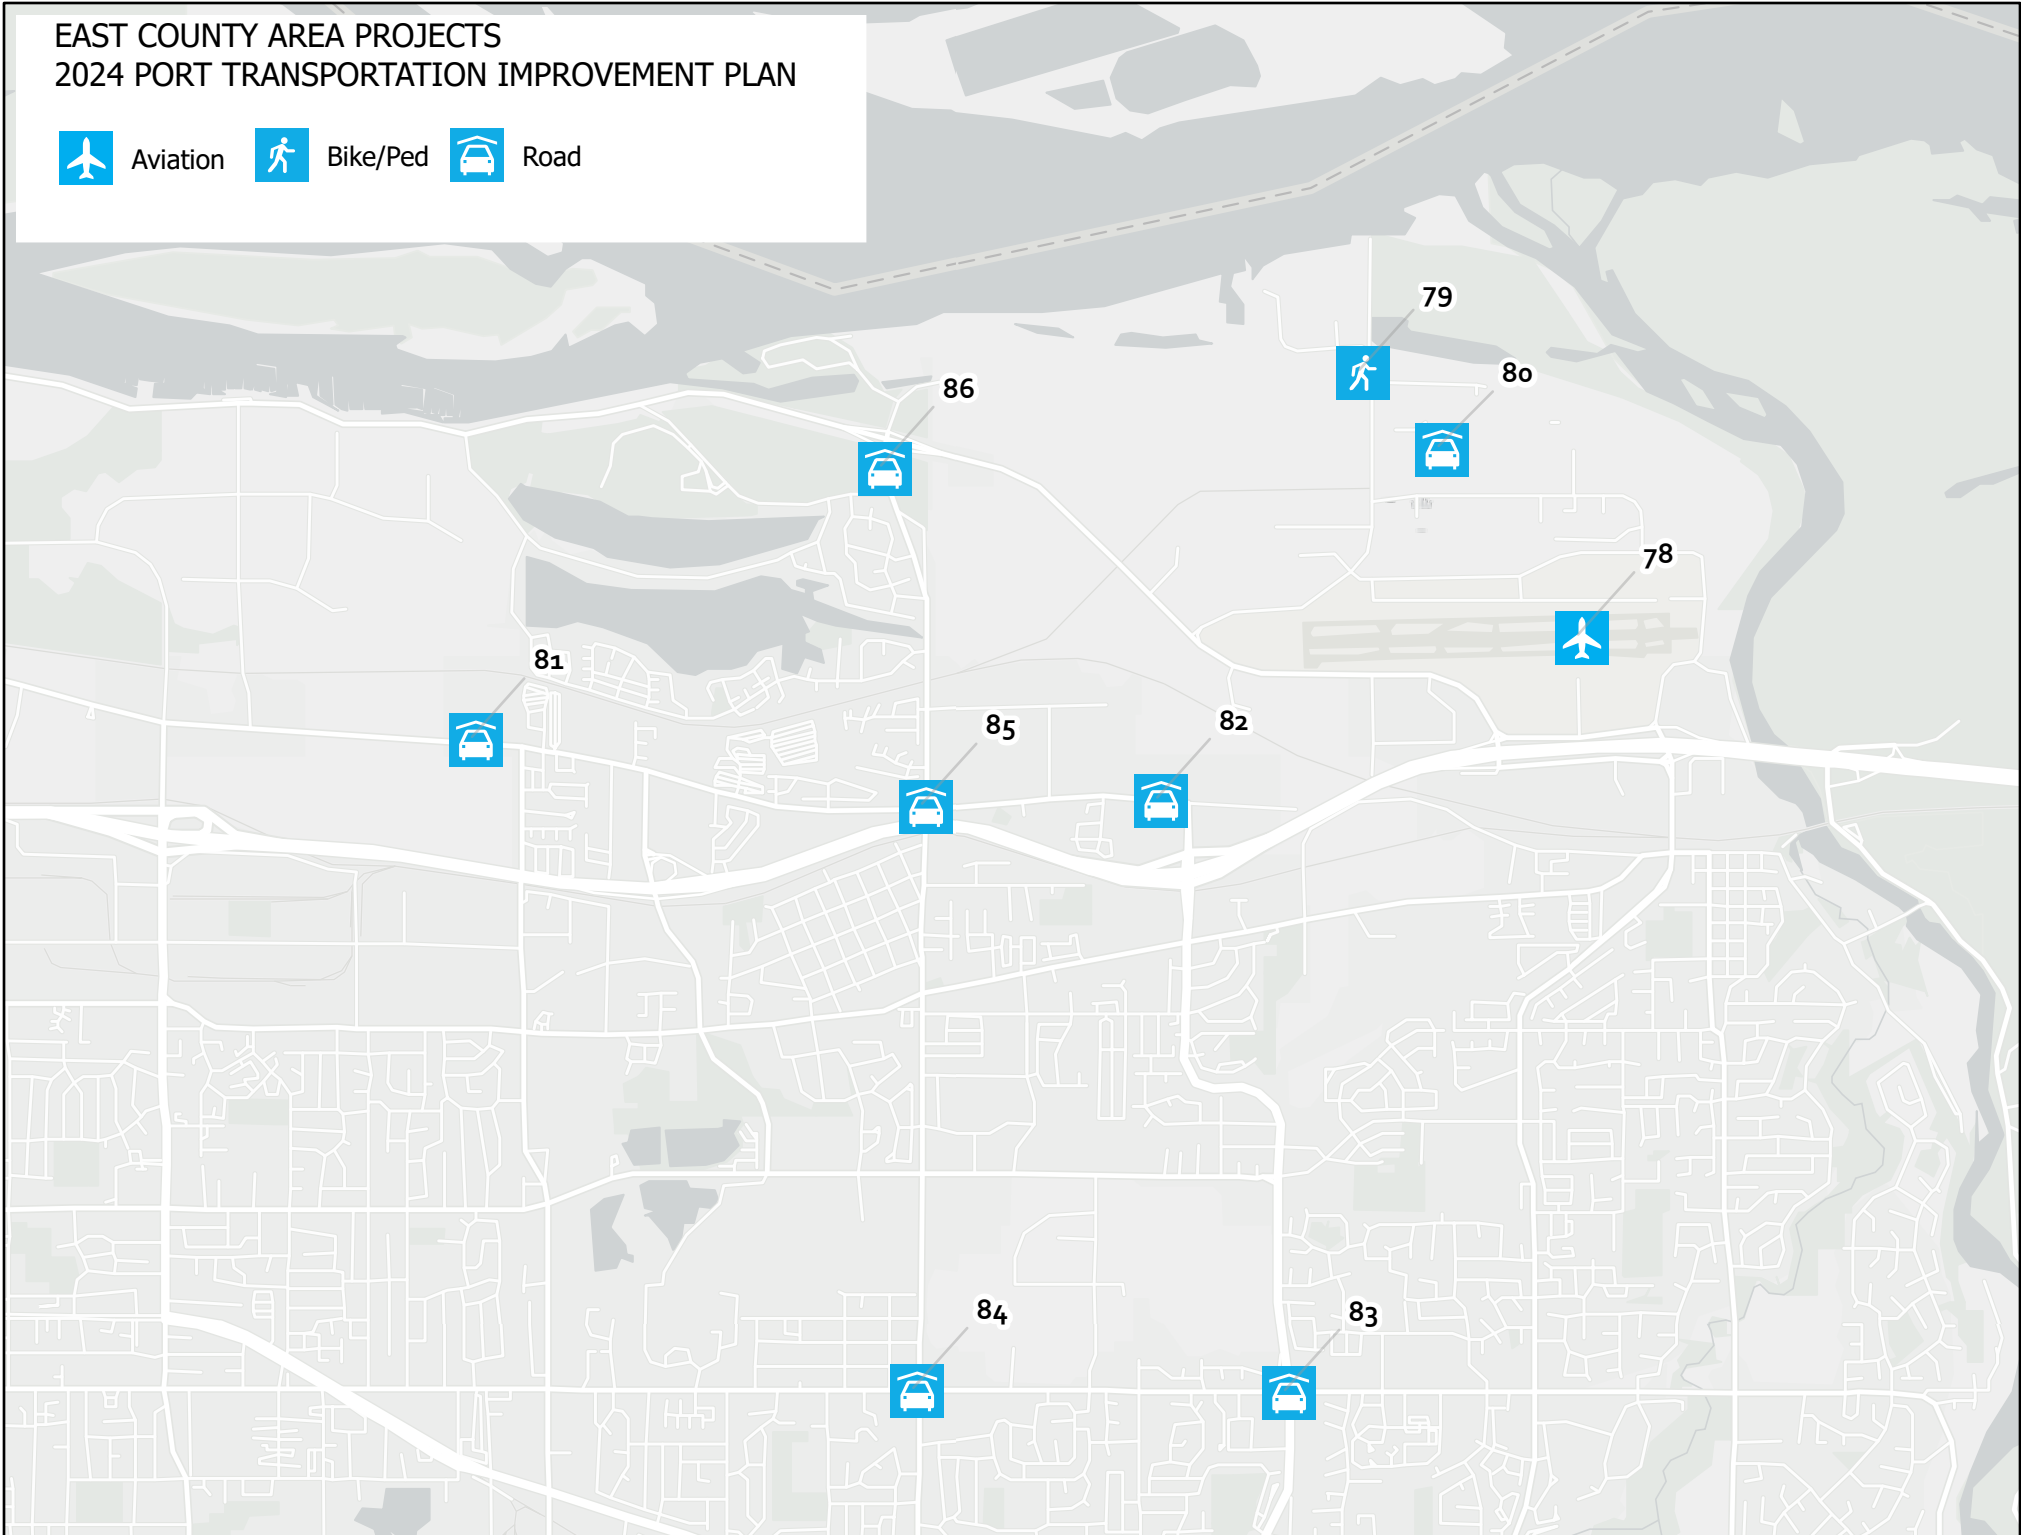 EAST COUNTY AREA PROJECTS
2024 PORT TRANSPORTATION IMPROVEMENT PLAN
Aviation
Bike/Ped
Road
79
80
86
78
81
85
82
84
83